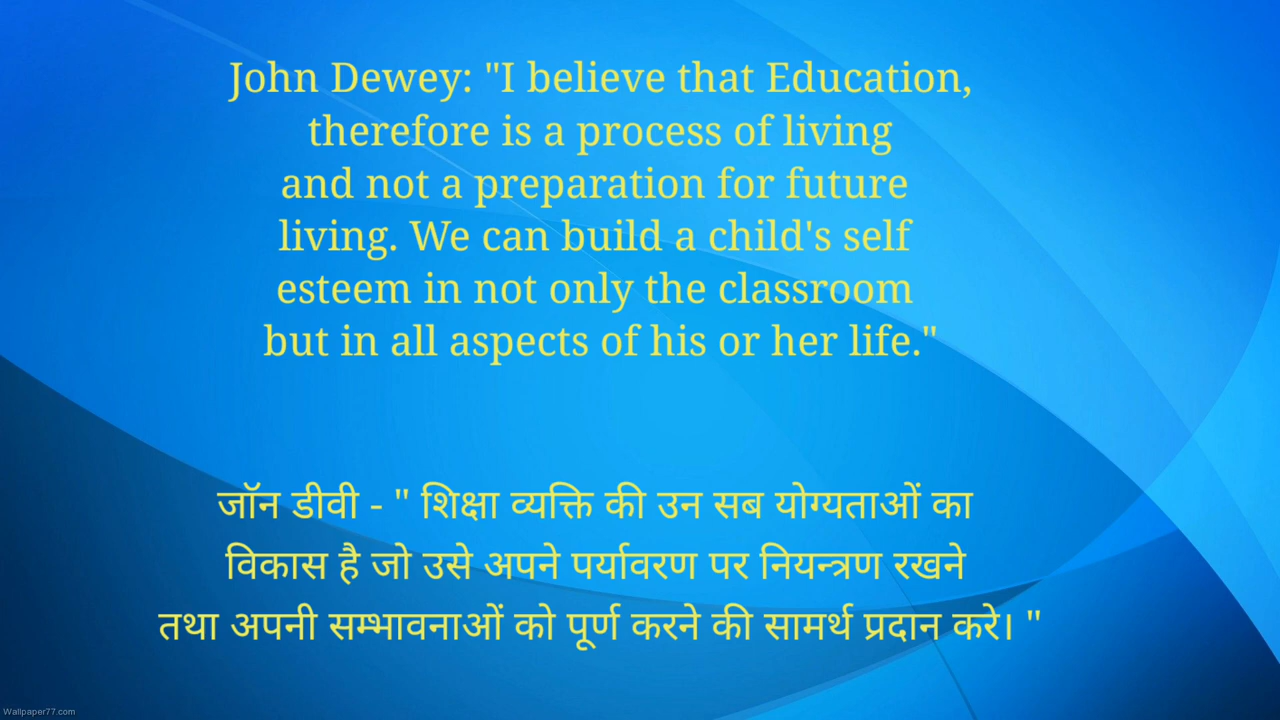 John Dewey: "I believe that Education,
therefore is a process of living
and not a preparation for future
living. We can build a child's self
esteem in not only the classroom
but in all aspects of his or her life."
जॉन डीवी - " शिक्षा व्यक्ति की उन सब योग्यताओं का
विकास है जो उसे अपने पर्यावरण पर नियन्त्रण रखने
तथा अपनी सम्भावनाओं को पूर्ण करने की सामर्थ प्रदान करे। "
Wallpaper77.com